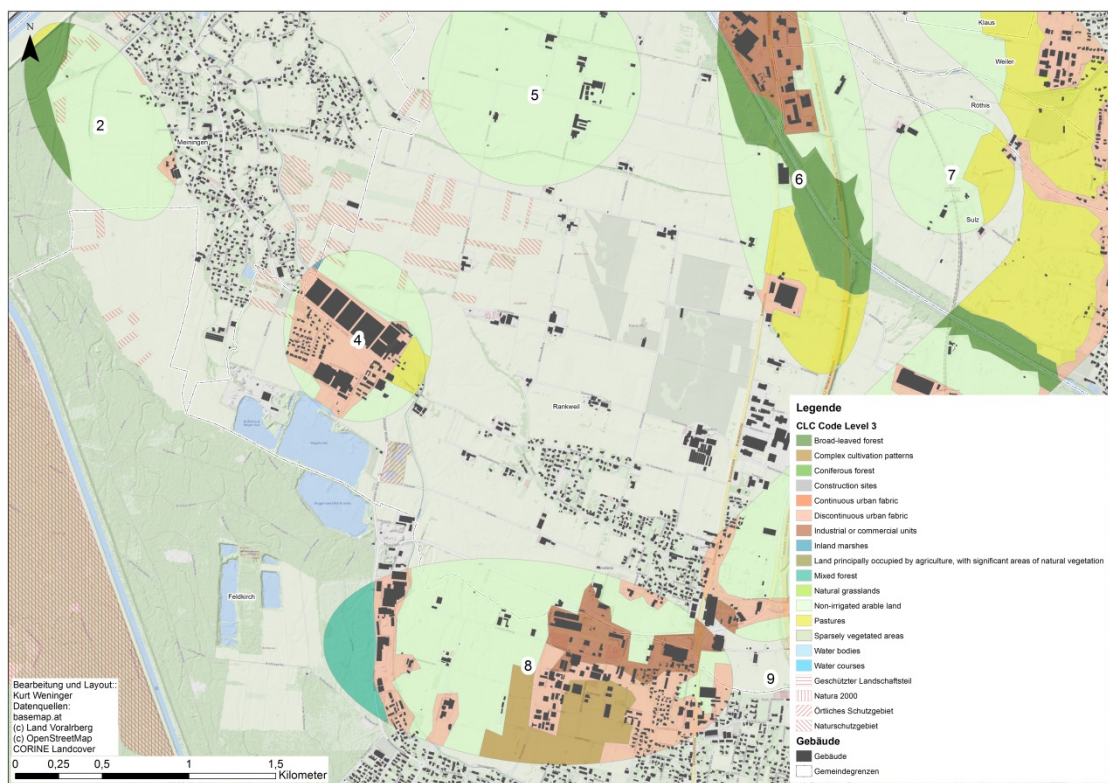 N
Klaus
Weiler
2
5
Röthis
Meiningen
6
7
Sulz
4
Rankweil
Feldkirch
8
9
Legende
CLC Code Level 3
Broad-leaved forest
Complex cultivation patterns
Coniferous forest
Construction sites
Continuous urban fabric
Discontinuous urban fabric
Industrial or commercial units
Inland marshes
Land principally occupied by agriculture, with significant areas of natural vegetation
Mixed forest
Natural grasslands
Non-irrigated arable land
Pastures
Sparsely vegetated areas
Water bodies
Water courses
Geschützter Landschaftsteil
Natura 2000
Örtliches Schutzgebiet
Naturschutzgebiet
Gebäude
Gebäude
Gemeindegrenzen
Bearbeitung und Layout::
Kurt Weninger
Datenquellen:
basemap.at
(c) Land Voralrberg
(c) OpenStreetMap
CORINE Landcover
0 0,25 0,5 1 1,5
Kilometer